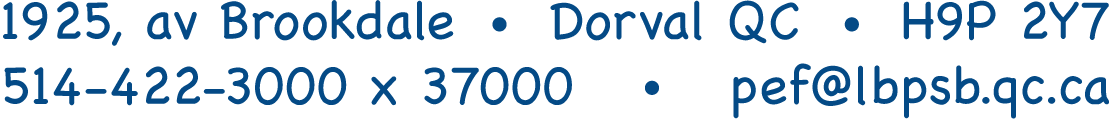 1925, av Brookdale • Dorval QC • H9P 2Y7
514-422-3000 x 37000 • pef@lbpsb.qc.ca